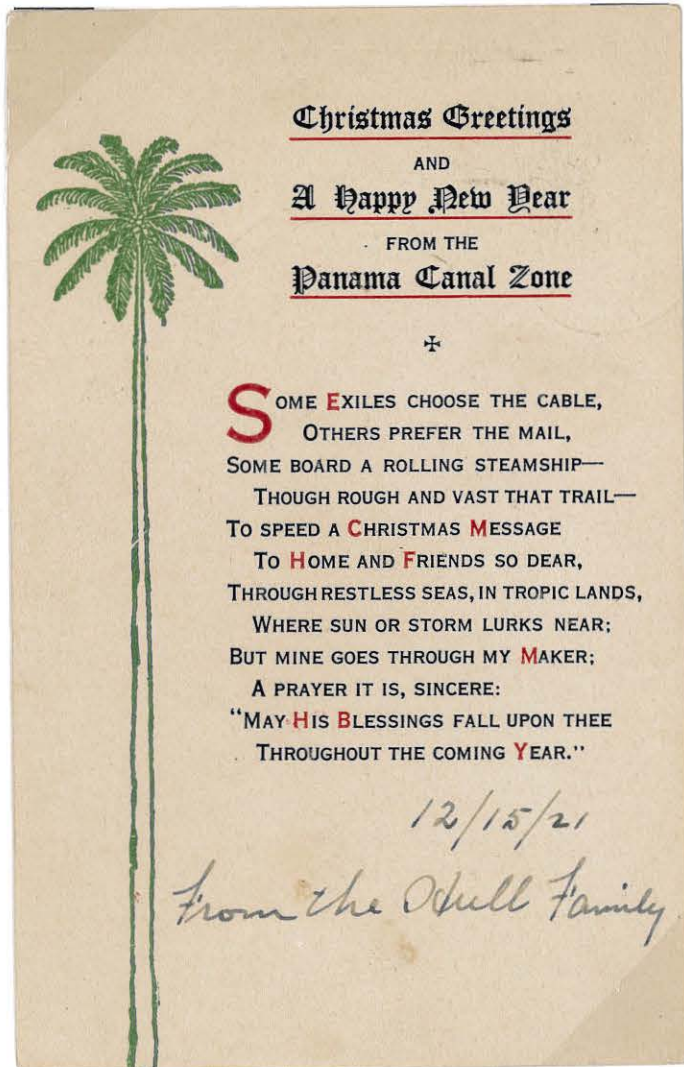 Christmas Greetings
AND
A Happy New Year
FROM THE
Panama Canal Zone
SOME EXILES CHOOSE THE CABLE,
OTHERS PREFER THE MAIL,
SOME BOARD A ROLLING STEAMSHIP—
THOUGH ROUGH AND VAST THAT TRAIL—
TO SPEED A CHRISTMAS MESSAGE
TO HOME AND FRIENDS SO DEAR,
THROUGH RESTLESS SEAS, IN TROPIC LANDS,
WHERE SUN OR STORM LURKS NEAR;
BUT MINE GOES THROUGH MY MAKER;
A PRAYER IT IS, SINCERE:
"MAY HIS BLESSINGS FALL UPON THEE
THROUGHOUT THE COMING YEAR."
12/15/21
From the Hull Family